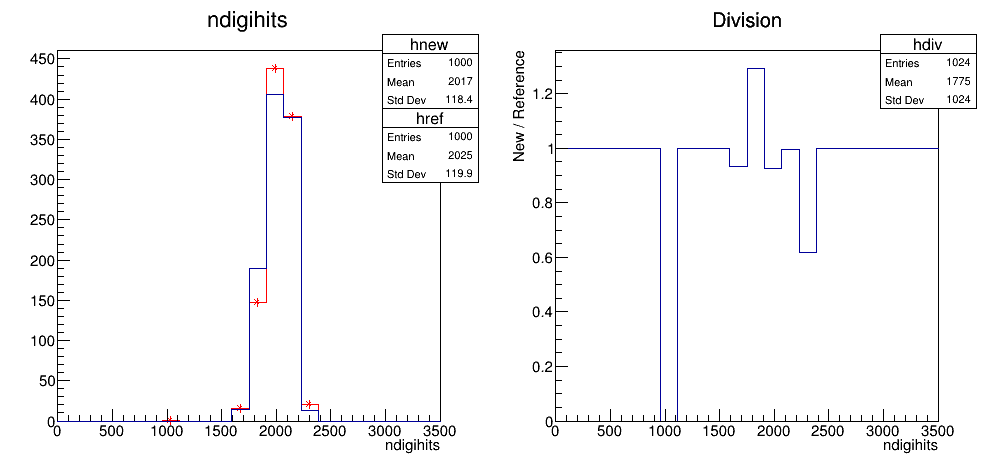 ndigihits
hnew
Entries 1000
Mean 2017
Std Dev 118.4
href
Entries 1000
Mean 2025
Std Dev 119.9
450
400
350
300
250
200
150
100
50
0
0 500 1000 1500 2000 2500 3000 3500
ndigihits
Division
hdiv
Entries 1024
Mean 1775
Std Dev 1024
New / Reference
1.2
1
0.8
0.6
0.4
0.2
0
0 500 1000 1500 2000 2500 3000 3500
ndigihits